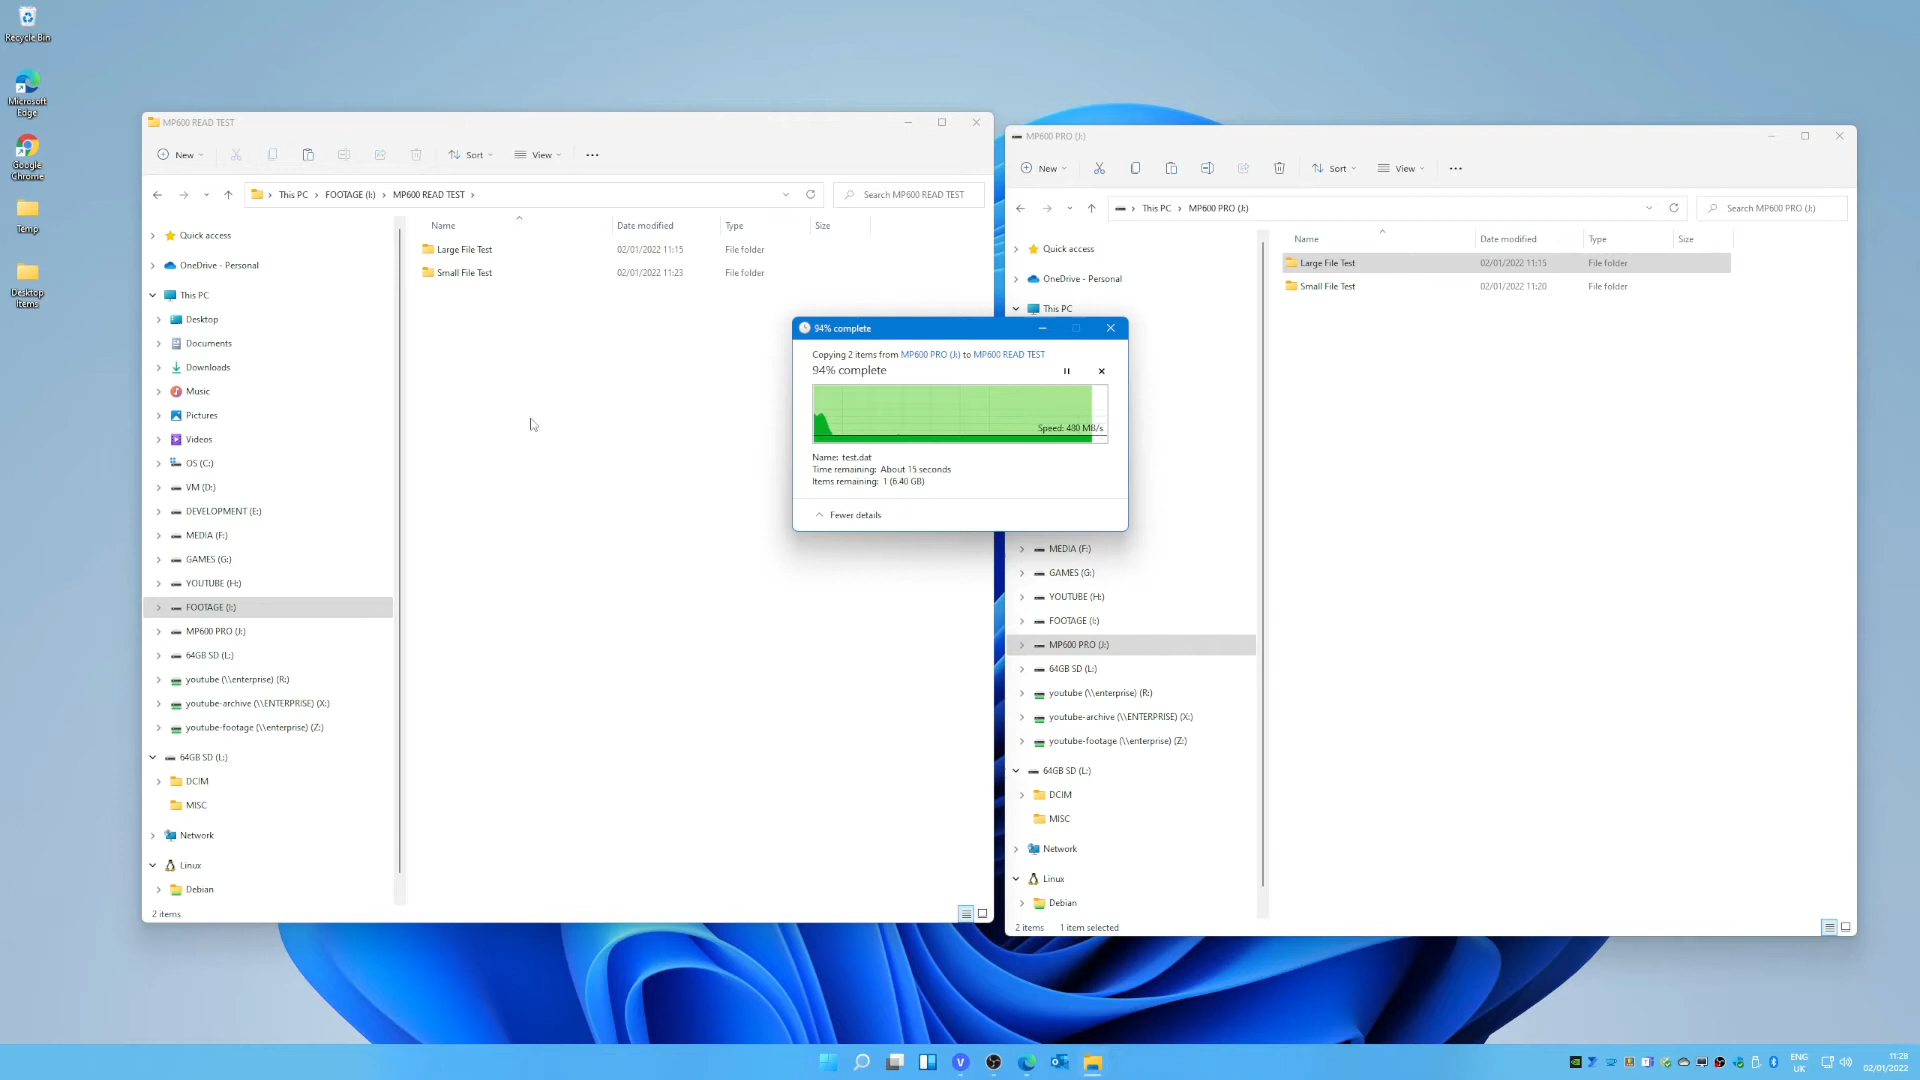 Recycle Bin
Microsoft
Edge
Google
Chrome
Temp
Desktop
items
MP600 READ TEST
New
Sort
View
This PC
FOOTAGE (I:)
MP600 READ TEST
Search MP600 READ TEST
Name
Date modified
Type
Size
Large File Test
02/01/2022 11:15
File folder
Small File Test
02/01/2022 11:23
File folder
Quick access
OneDrive - Personal
This PC
Desktop
Documents
Downloads
Music
Pictures
Videos
OS (C:)
VM (D:)
DEVELOPMENT (E:)
MEDIA (F:)
GAMES (G:)
YOUTUBE (H:)
FOOTAGE (I:)
MP600 PRO (J:)
64GB SD (L:)
youtube (\\enterprise) (R:)
youtube-archive (\\ENTERPRISE) (X:)
youtube-footage (\\enterprise) (Z:)
64GB SD (L:)
DCIM
MISC
Network
Linux
Debian
2 items
94% complete
Copying 2 items from MP600 PRO (J:) to MP600 READ TEST
94% complete
Speed: 480 MB/s
Name: test.dat
Time remaining: About 15 seconds
Items remaining: 1 (6.40 GB)
Fewer details
MP600 PRO (J:)
New
Sort
View
This PC
MP600 PRO (J:)
Search MP600 PRO (J:)
Name
Date modified
Type
Size
Large File Test
02/01/2022 11:15
File folder
Small File Test
02/01/2022 11:20
File folder
Quick access
OneDrive - Personal
This PC
MEDIA (F:)
GAMES (G:)
YOUTUBE (H:)
FOOTAGE (I:)
MP600 PRO (J:)
64GB SD (L:)
youtube (\\enterprise) (R:)
youtube-archive (\\ENTERPRISE) (X:)
youtube-footage (\\enterprise) (Z:)
64GB SD (L:)
DCIM
MISC
Network
Linux
Debian
2 items
1 item selected
ENG
UK
11:28
02/01/2022